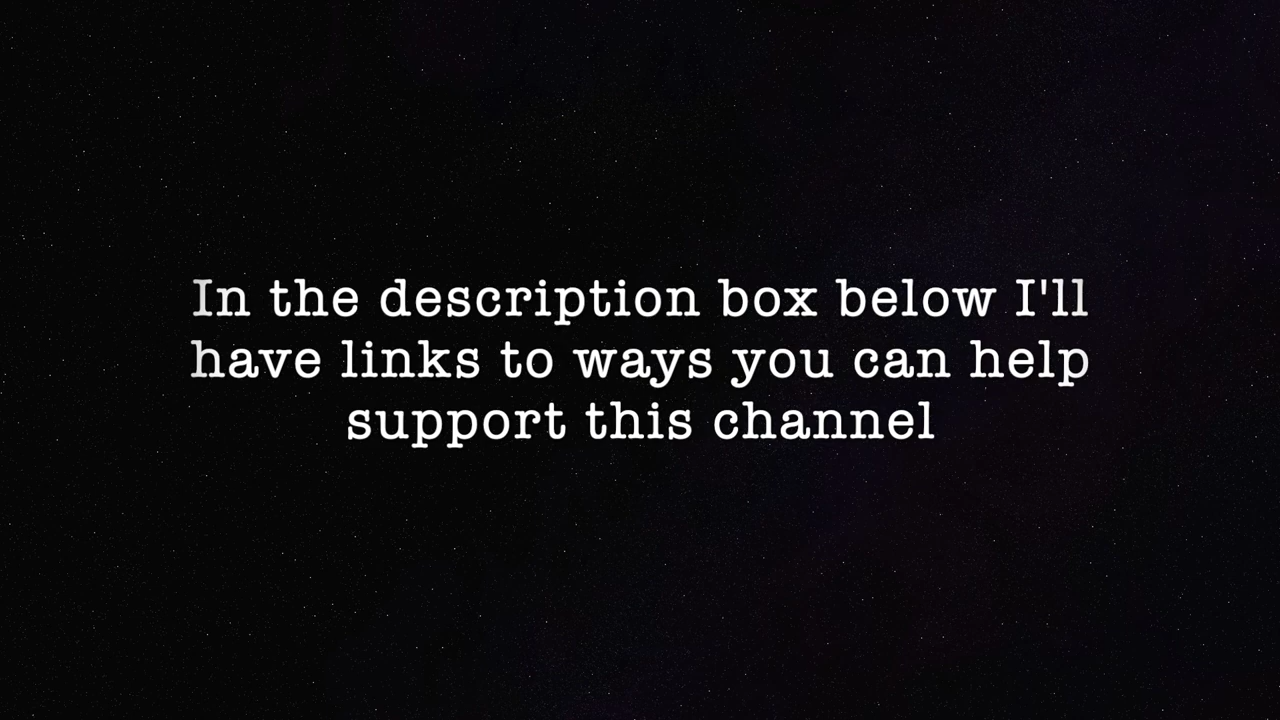 In the description box below I'll
have links to ways you can help
support this channel